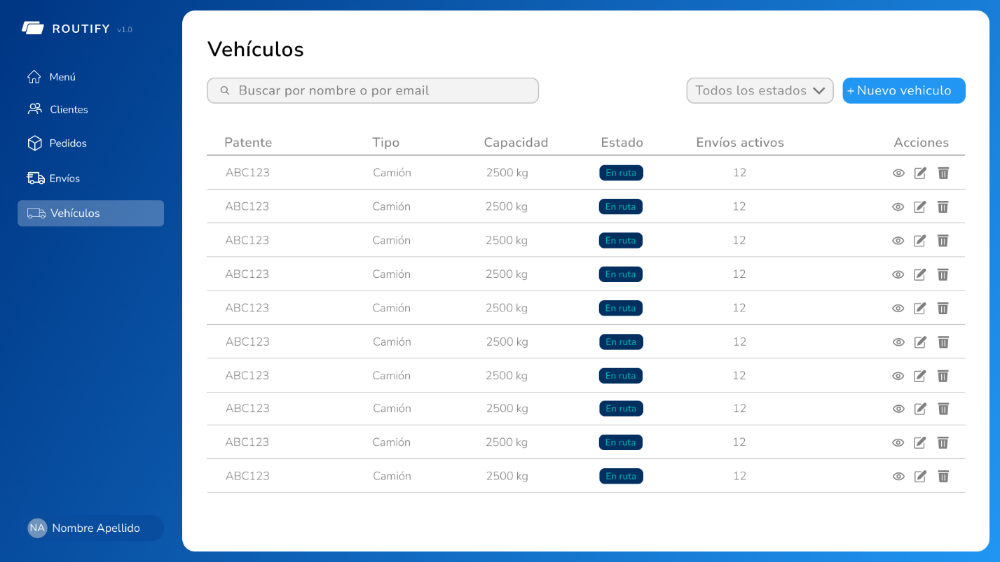 ROUTIFY v1.0
Menú
Clientes
Pedidos
Envíos
Vehículos
NA Nombre Apellido
Vehículos
Buscar por nombre o por email
Todos los estados
+ Nuevo vehiculo
Patente Tipo Capacidad Estado Envíos activos Acciones
ABC123 Camión 2500 kg En ruta 12
ABC123 Camión 2500 kg En ruta 12
ABC123 Camión 2500 kg En ruta 12
ABC123 Camión 2500 kg En ruta 12
ABC123 Camión 2500 kg En ruta 12
ABC123 Camión 2500 kg En ruta 12
ABC123 Camión 2500 kg En ruta 12
ABC123 Camión 2500 kg En ruta 12
ABC123 Camión 2500 kg En ruta 12
ABC123 Camión 2500 kg En ruta 12